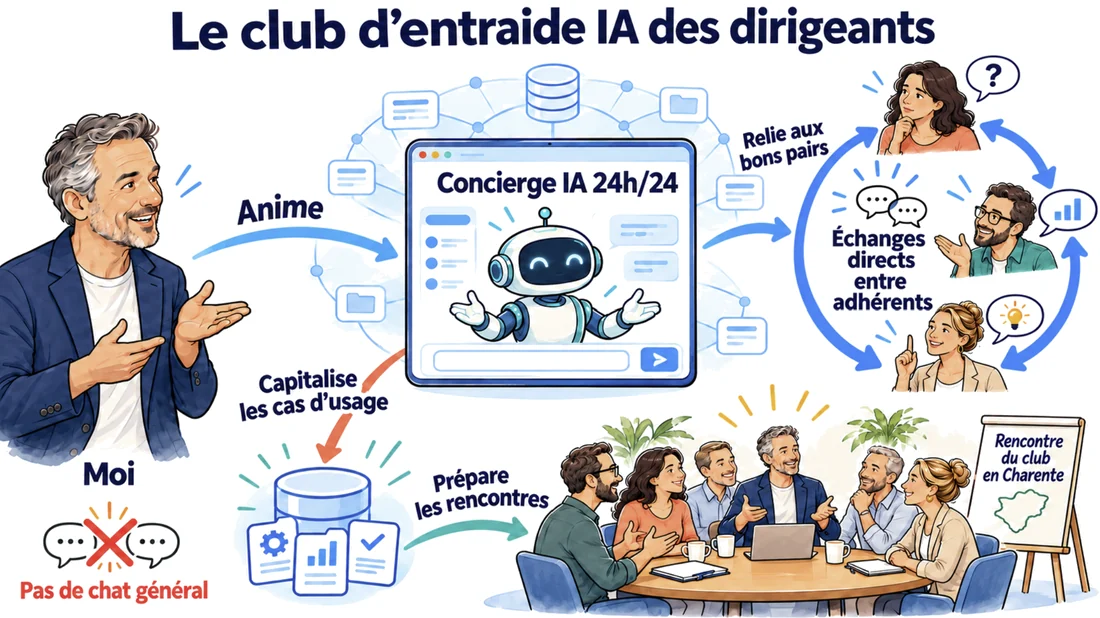 Le club d'entraide IA des dirigeants
Anime
Concierge IA 24h/24
Relie aux
bons pairs
?
Échanges
directs
entre
adhérents
Capitalise
les cas d'usage
Moi
Pas de chat général
Prépare
les rencontres
Rencontre
du club
en Charente